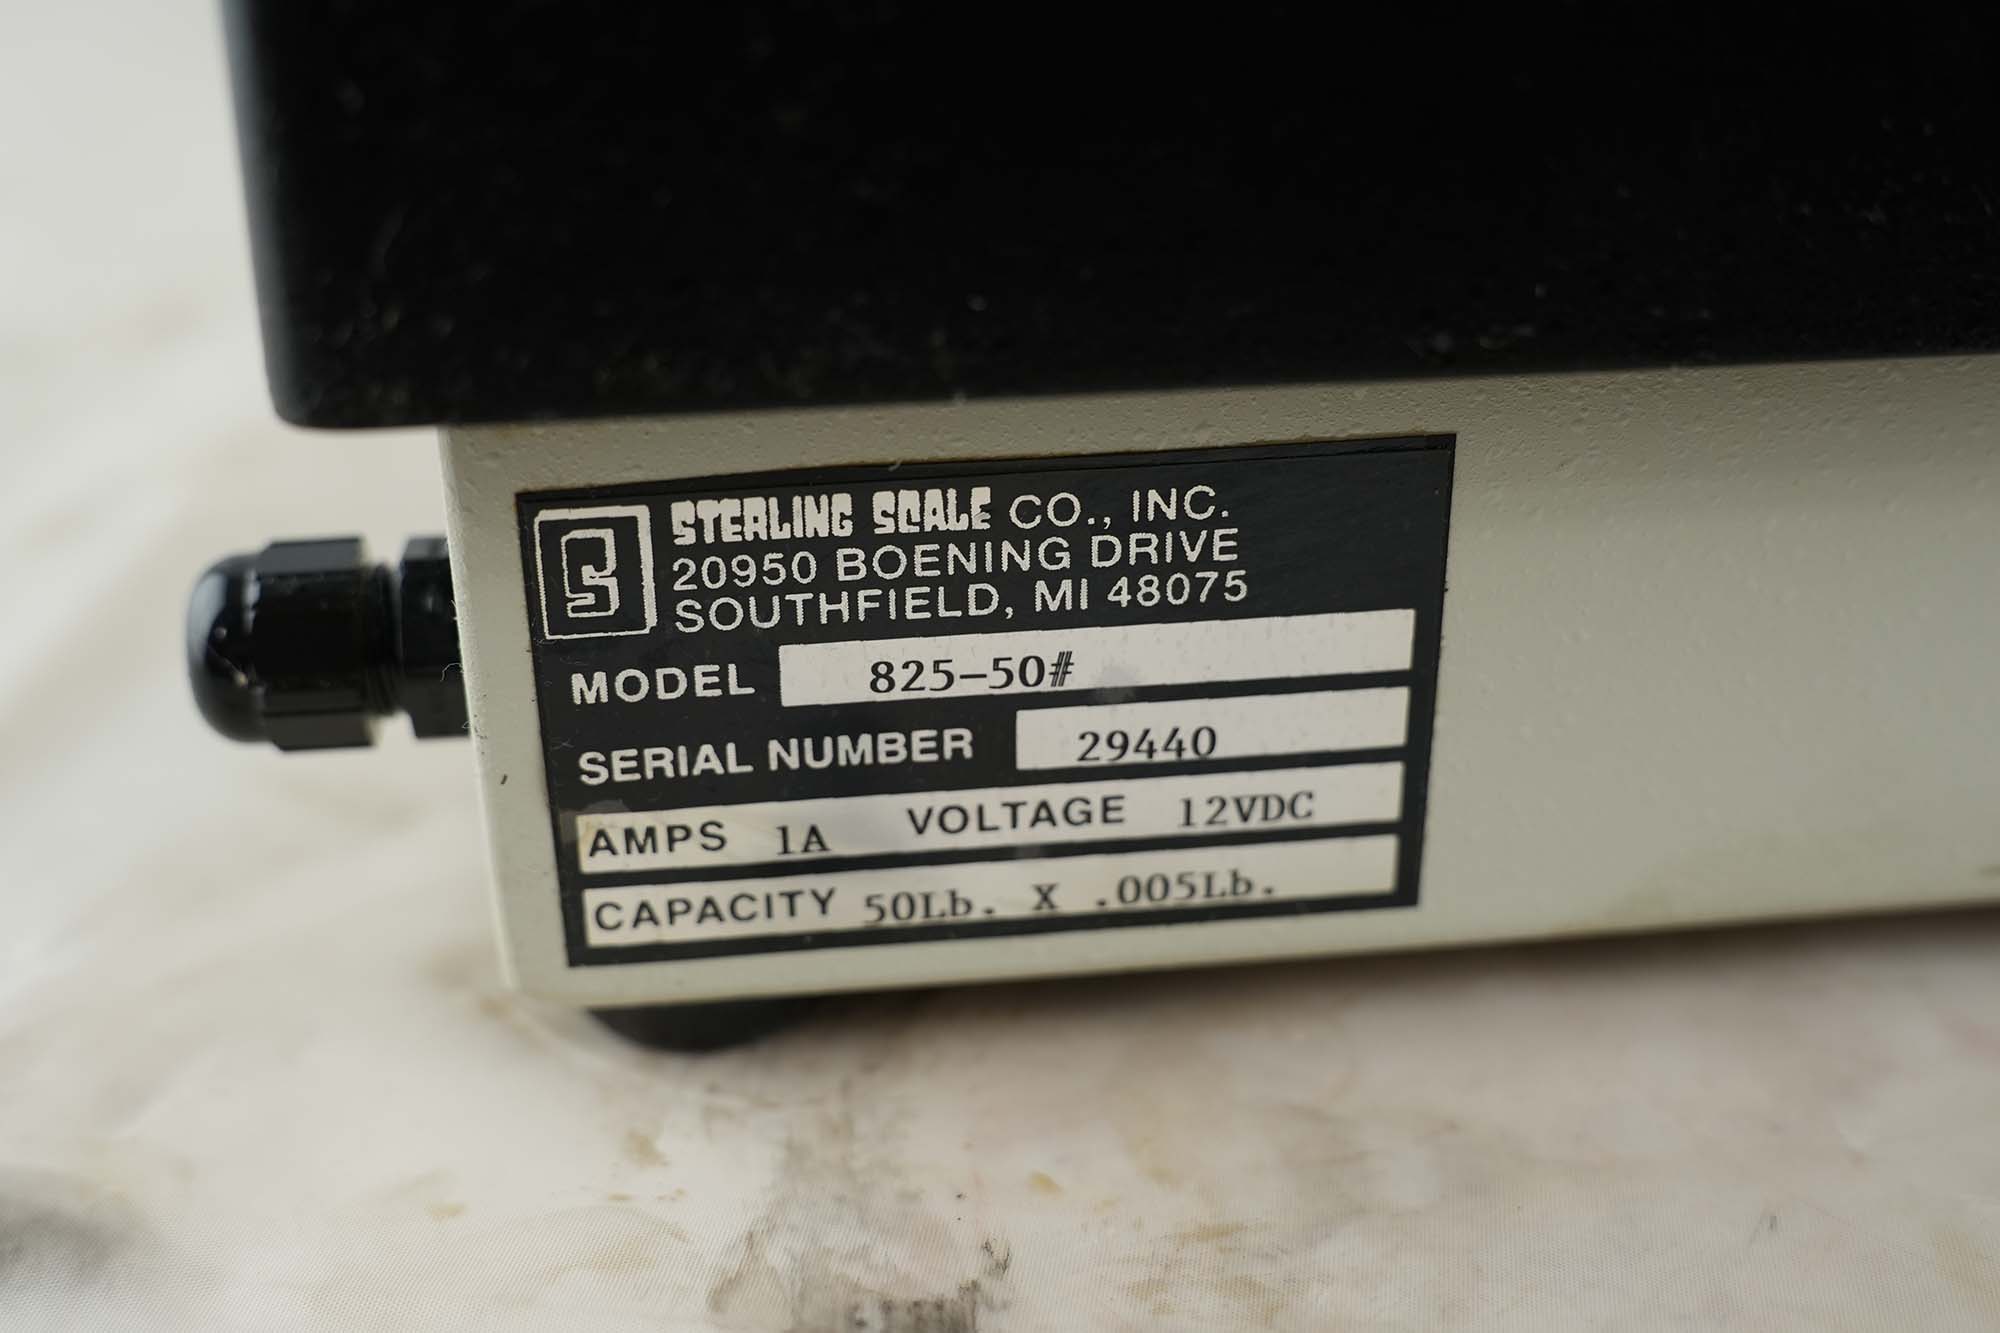 STERLING SCALE CO., INC.
20950 BOENING DRIVE
SOUTHFIELD, MI 48075
MODEL 825-50#
SERIAL NUMBER 29440
AMPS 1A VOLTAGE 12VDC
CAPACITY 50Lb. X .005Lb.